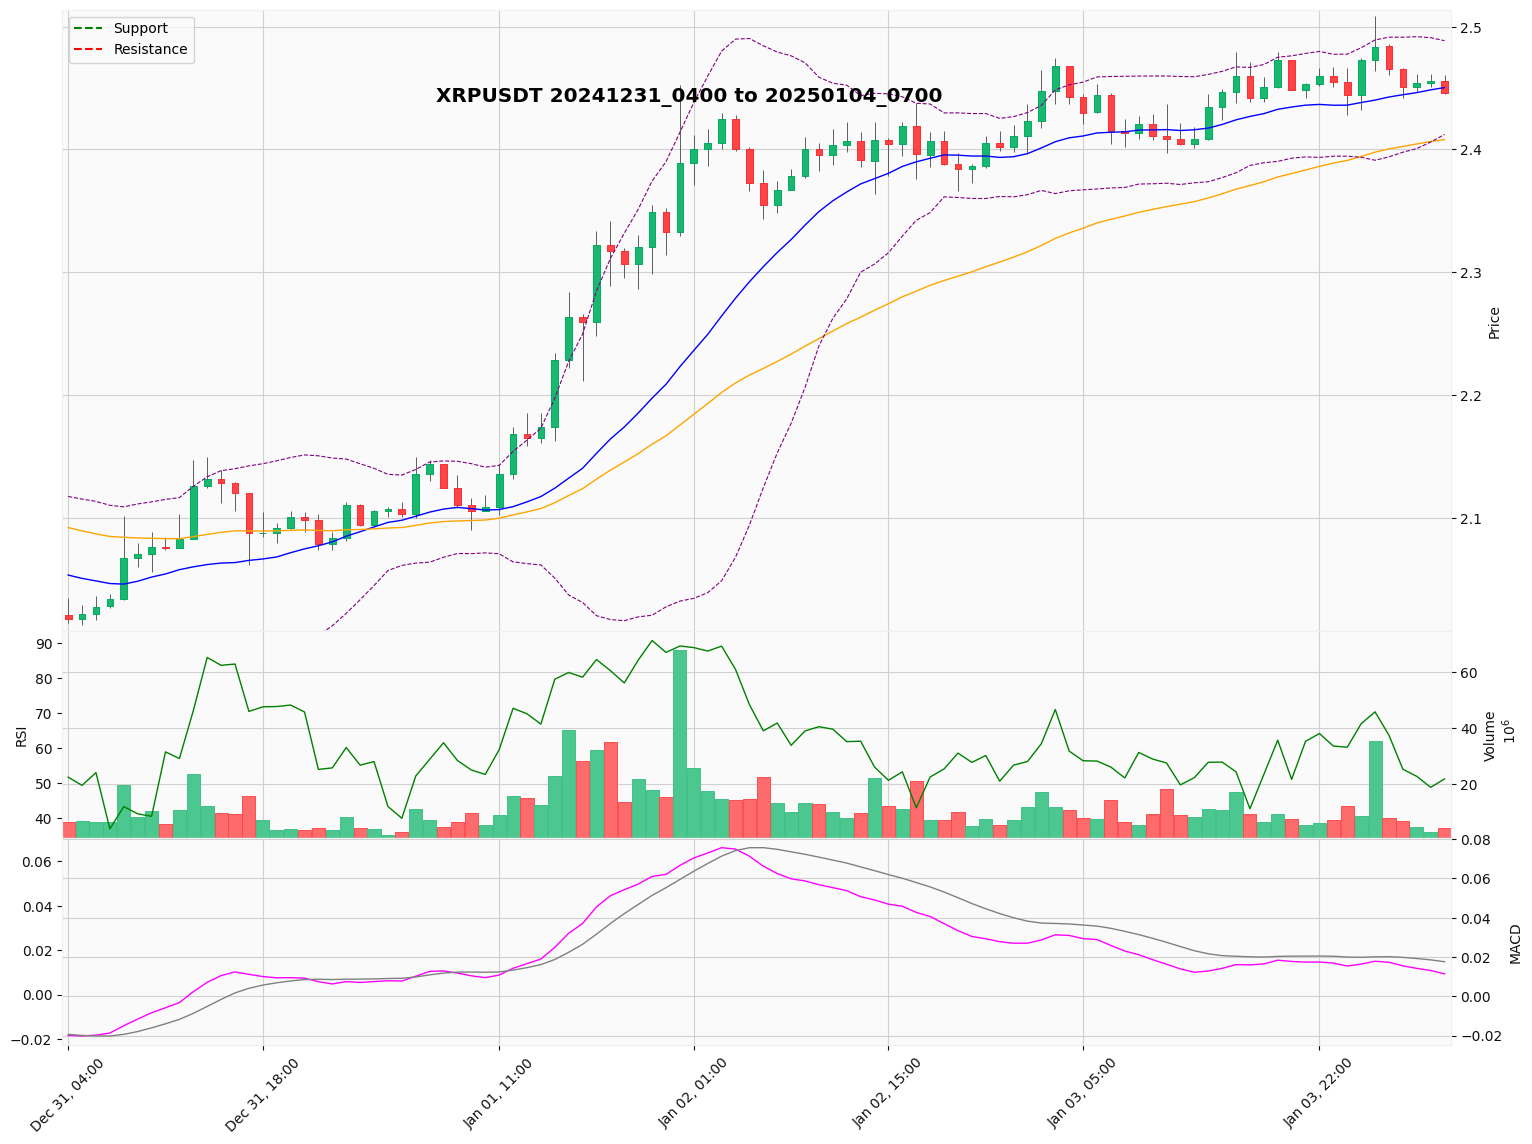 Support
Resistance
XRPUSDT 20241231_0400 to 20250104_0700
2.5
2.4
2.3
2.2
2.1
Price
90
80
70
60
50
40
RSI
60
40
20
Volume
10^6
0.06
0.04
0.02
0.00
−0.02
0.08
0.06
0.04
0.02
0.00
−0.02
MACD
Dec 31, 04:00
Dec 31, 18:00
Jan 01, 11:00
Jan 02, 01:00
Jan 02, 15:00
Jan 03, 05:00
Jan 03, 22:00